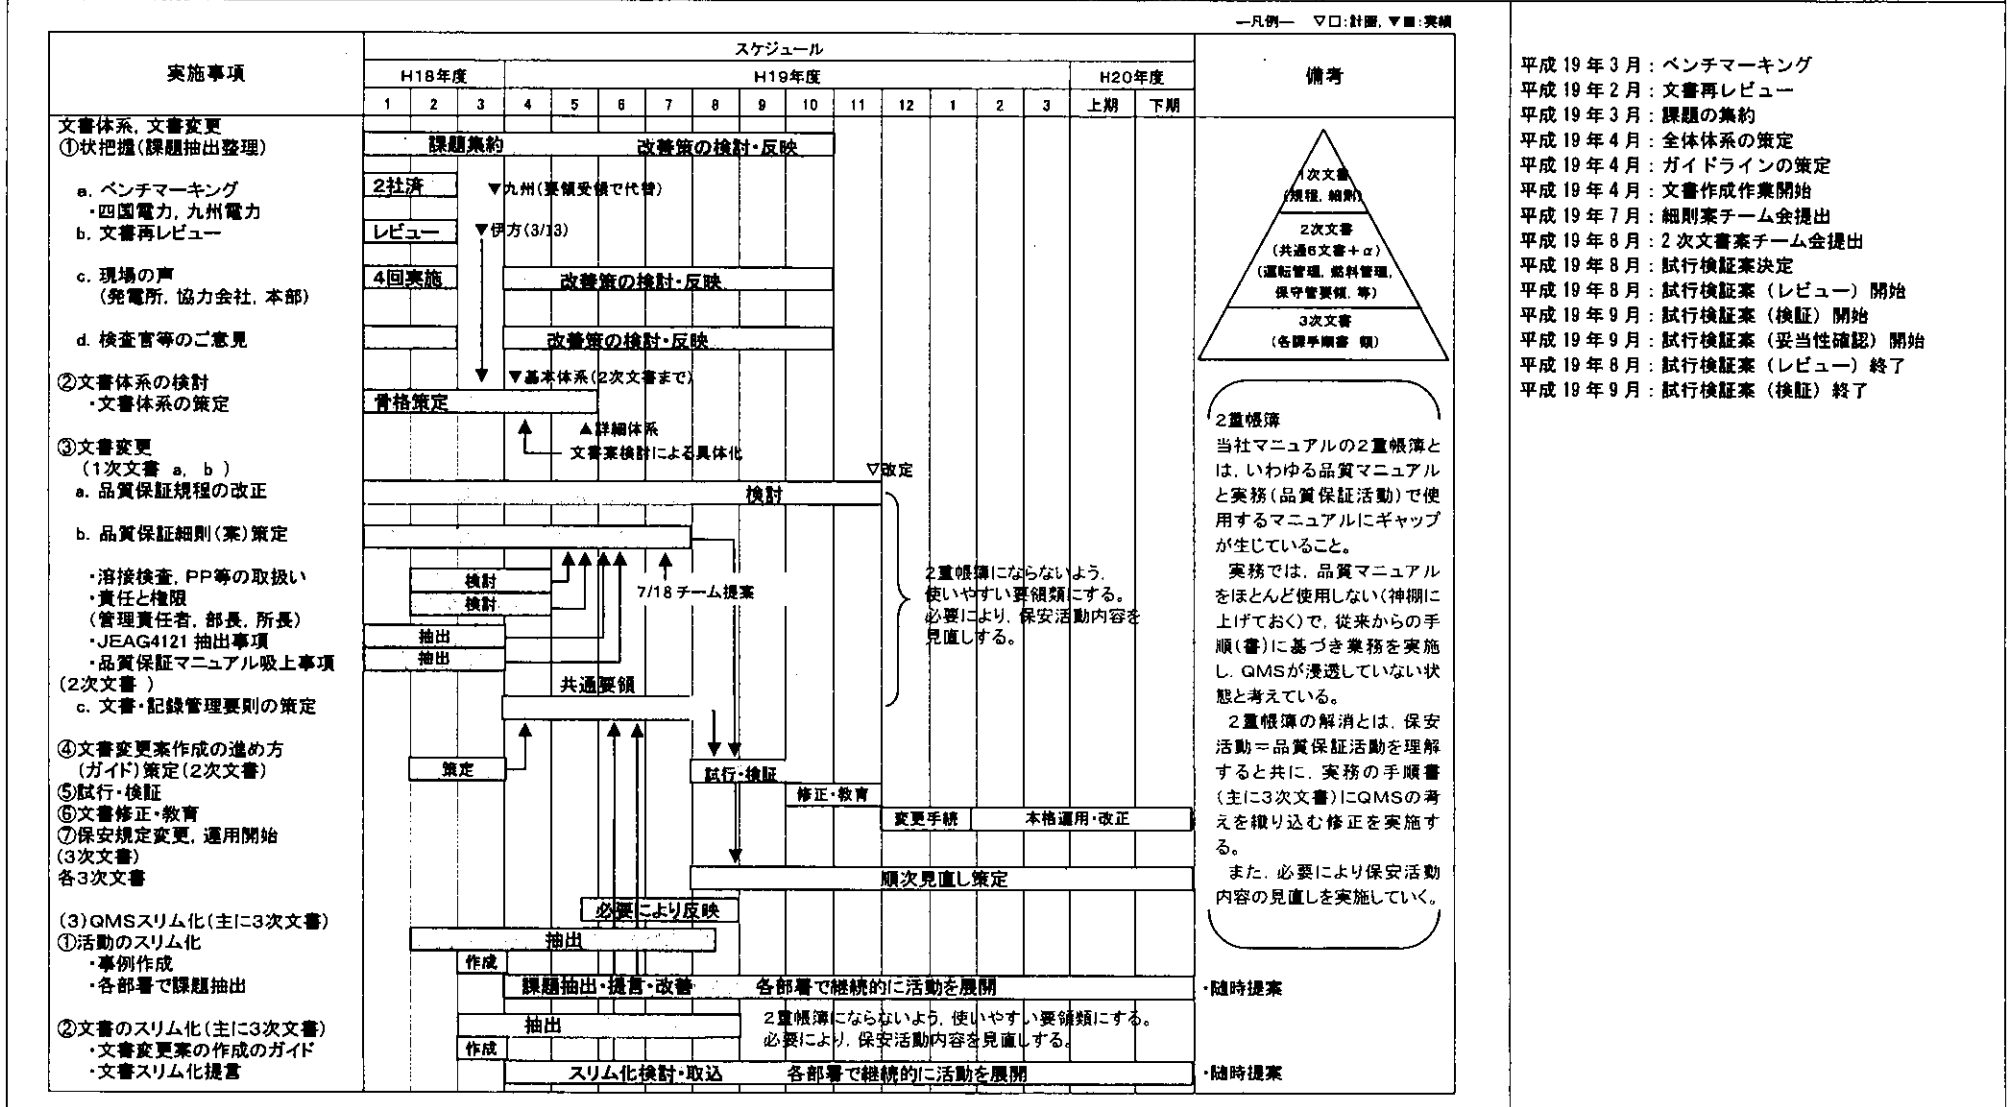 ―凡例― ▽□:計画, ▼■:実績
実施事項
スケジュール
備考
H18年度
H19年度
H20年度
1 2 3 4 5 6 7 8 9 10 11 12 1 2 3 上期 下期
文書体系, 文書変更
①状把握(課題抽出整理)
課題集約 改善策の検討・反映
a. ベンチマーキング
2社済 ▼九州(要領受領で代替)
・四国電力, 九州電力
b. 文書再レビュー
レビュー ▼伊方(3/13)
c. 現場の声
4回実施 改善策の検討・反映
(発電所, 協力会社, 本部)
d. 検査官等のご意見
改善策の検討・反映
②文書体系の検討
▼基本体系(2次文書まで)
・文書体系の策定
骨格策定
▲詳細体系
③文書変更
文書案検討による具体化
(1次文書 a, b )
▽改定
a. 品質保証規程の改正
検討
b. 品質保証細則(案)策定
・溶接検査, PP等の取扱い
検討
・責任と権限
検討
7/18 チーム提案
(管理責任者, 部長, 所長)
・JEAG4121 抽出事項
抽出
・品質保証マニュアル吸上事項
抽出
2重帳簿にならないよう,
使いやすい要領類にする。
必要により, 保安活動内容を
見直しする。
(2次文書 )
共通要領
c. 文書・記録管理要則の策定
④文書変更案作成の進め方
(ガイド)策定(2次文書)
策定
試行・検証
⑤試行・検証
修正・教育
⑥文書修正・教育
変更手続 本格運用・改正
⑦保安規定変更, 運用開始
(3次文書)
各3次文書
順次見直し策定
必要により反映
(3)QMSスリム化(主に3次文書)
①活動のスリム化
抽出
・事例作成
作成
・各部署で課題抽出
課題抽出・提言・改善 各部署で継続的に活動を展開
・随時提案
②文書のスリム化(主に3次文書)
抽出
2重帳簿にならないよう, 使いやすい要領類にする。
必要により, 保安活動内容を見直しする。
・文書変更案の作成のガイド
作成
・文書スリム化提言
スリム化検討・取込 各部署で継続的に活動を展開
・随時提案
1次文書
(規程, 細則)
2次文書
(共通6文書+α)
(運転管理, 燃料管理,
保守管要領, 等)
3次文書
(各課手順書 類)
2重帳簿
当社マニュアルの2重帳簿と
は, いわゆる品質マニュアル
と実務(品質保証活動)で使
用するマニュアルにギャップ
が生じていること。
実務では, 品質マニュアル
をほとんど使用しない(神棚に
上げておく)で, 従来からの手
順(書)に基づき業務を実施
し, QMSが浸透していない状
態と考えている。
2重帳簿の解消とは, 保安
活動=品質保証活動を理解
すると共に, 実務の手順書
(主に3次文書)にQMSの考
えを織り込む修正を実施す
る。
また, 必要により保安活動
内容の見直しを実施していく。
平成 19 年 3 月：ベンチマーキング
平成 19 年 2 月：文書再レビュー
平成 19 年 3 月：課題の集約
平成 19 年 4 月：全体体系の策定
平成 19 年 4 月：ガイドラインの策定
平成 19 年 4 月：文書作成作業開始
平成 19 年 7 月：細則案チーム会提出
平成 19 年 8 月：2 次文書案チーム会提出
平成 19 年 8 月：試行検証案決定
平成 19 年 8 月：試行検証案（レビュー）開始
平成 19 年 9 月：試行検証案（検証）開始
平成 19 年 9 月：試行検証案（妥当性確認）開始
平成 19 年 8 月：試行検証案（レビュー）終了
平成 19 年 9 月：試行検証案（検証）終了